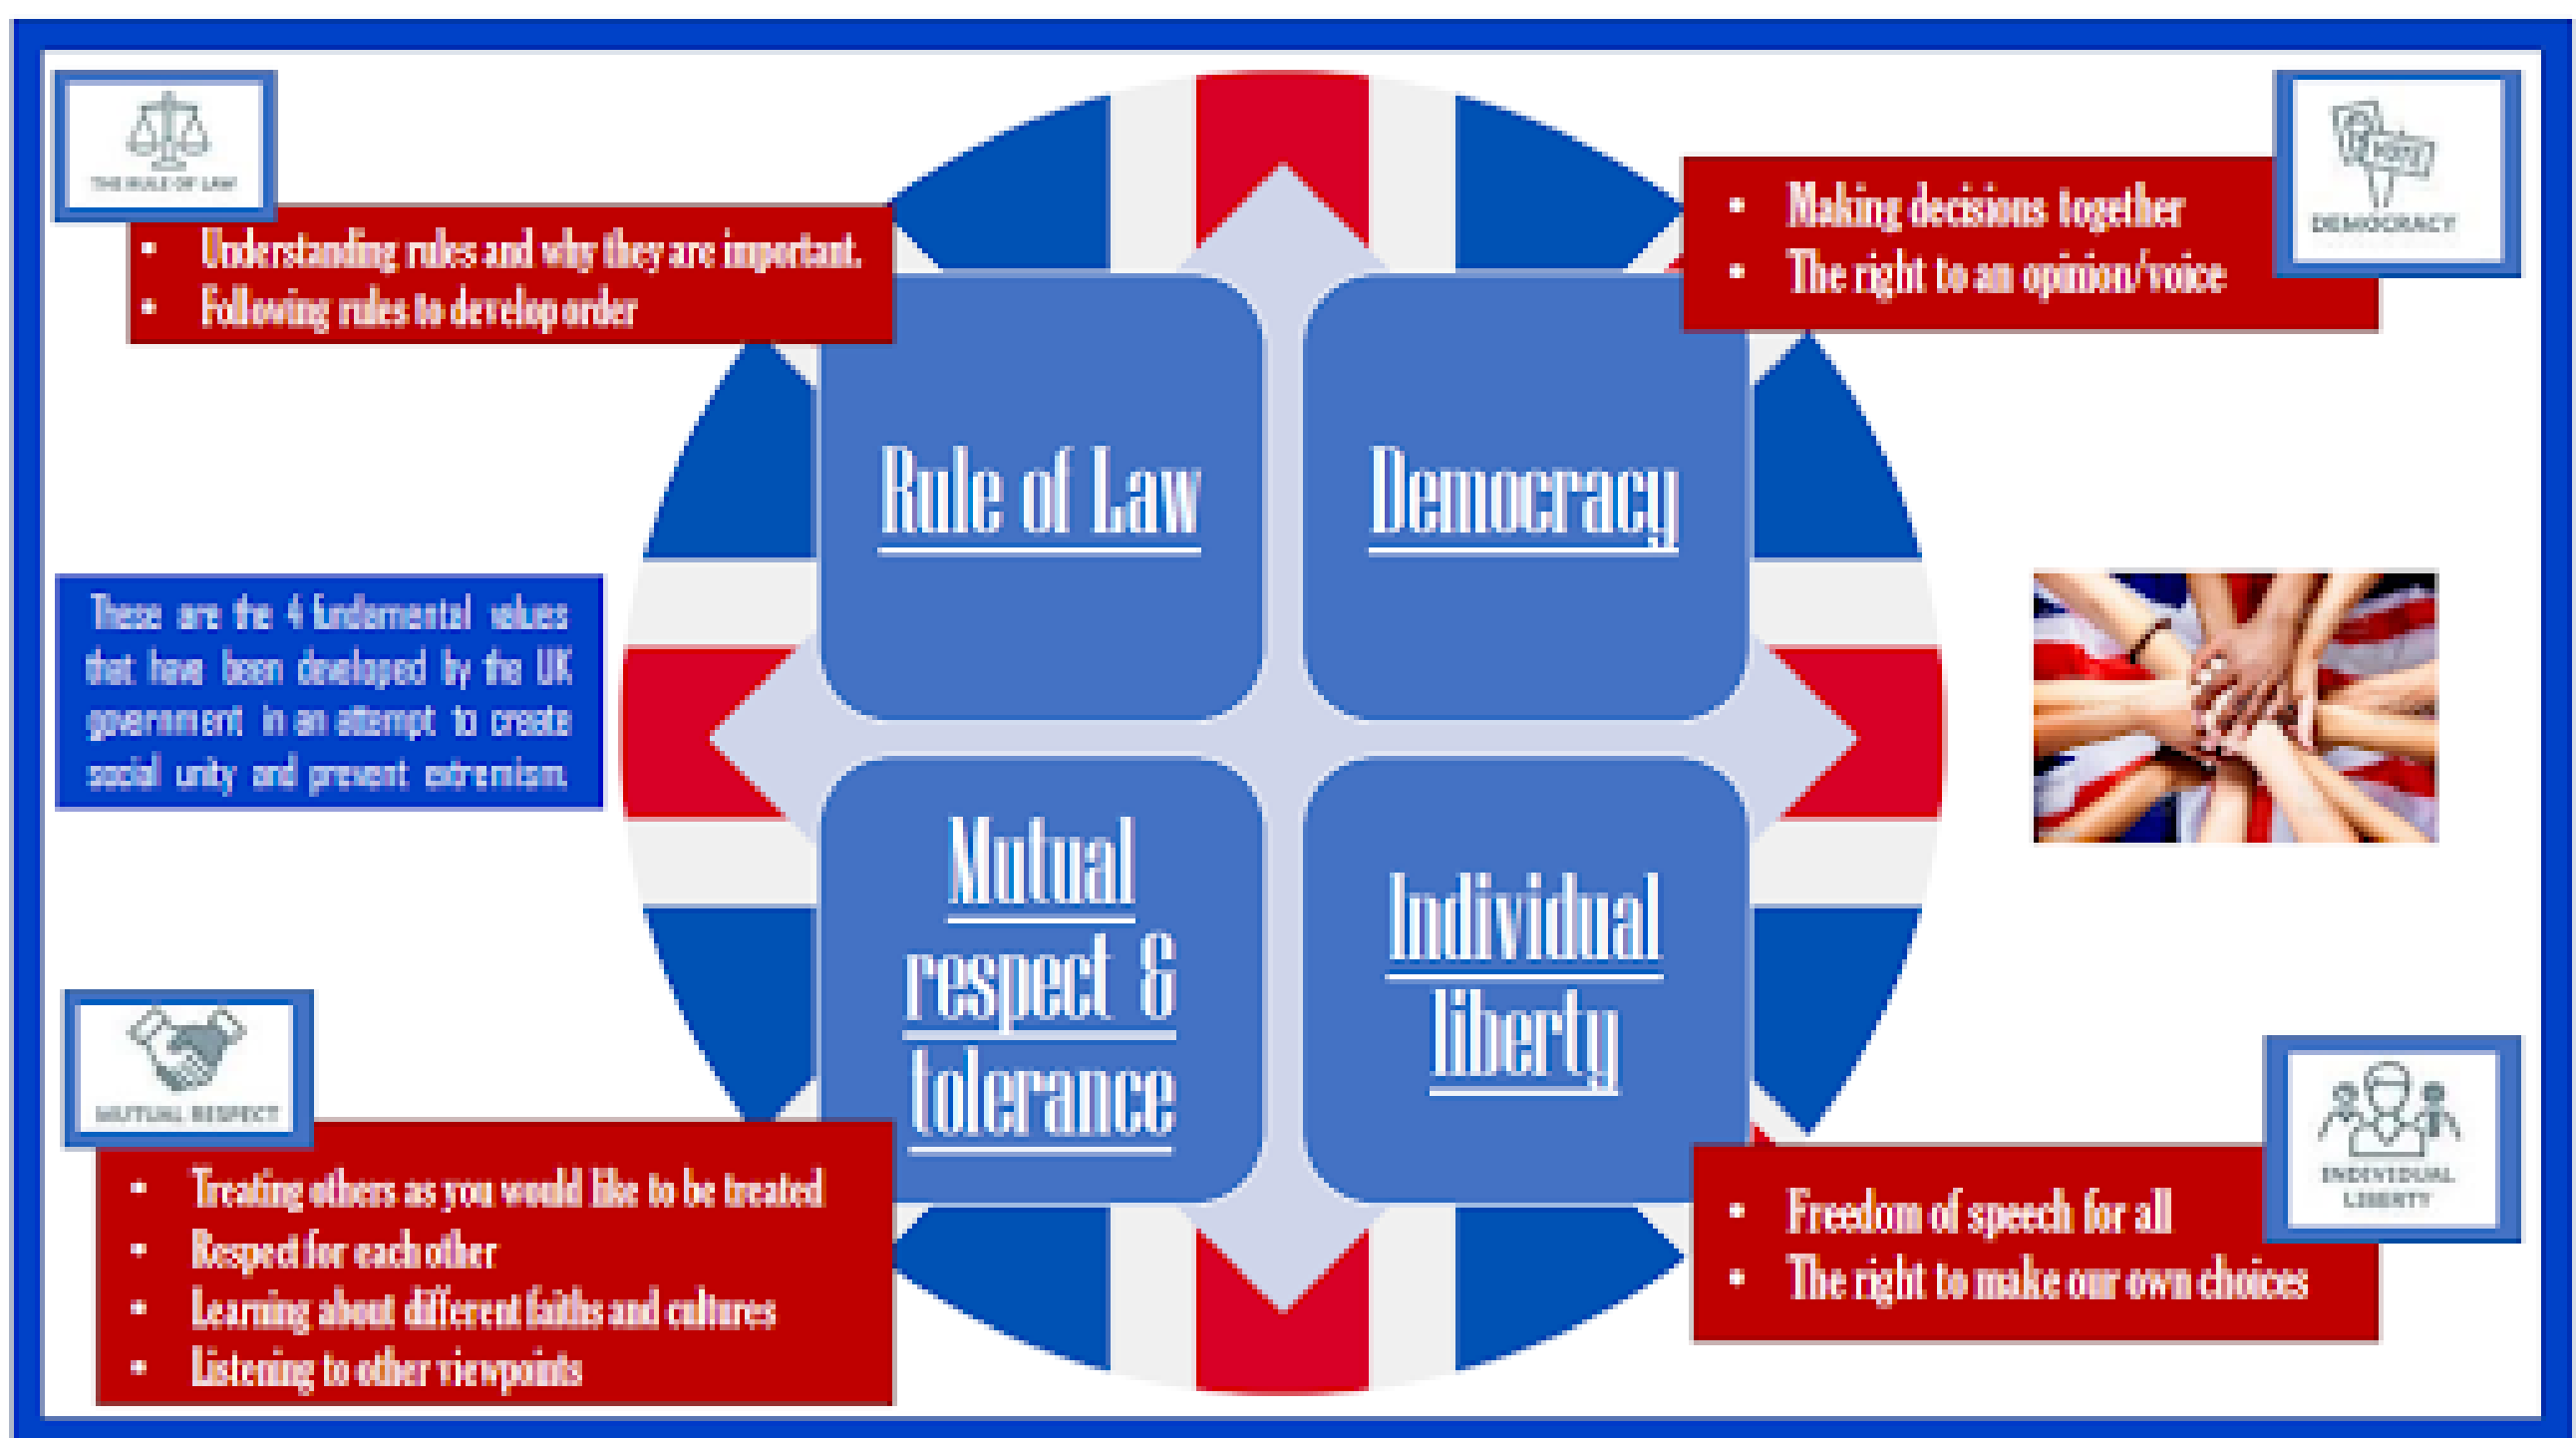 THE RULE OF LAW
• Understanding rules and why they are important.
• Following rules to develop order
DEMOCRACY
• Making decisions together
• The right to an opinion/voice
Rule of Law
Democracy
These are the 4 fundamental values
that have been developed by the UK
government in an attempt to create
social unity and prevent extremism.
Mutual
respect &
tolerance
Individual
liberty
MUTUAL RESPECT
• Treating others as you would like to be treated
• Respect for each other
• Learning about different faiths and cultures
• Listening to other viewpoints
INDIVIDUAL
LIBERTY
• Freedom of speech for all
• The right to make our own choices